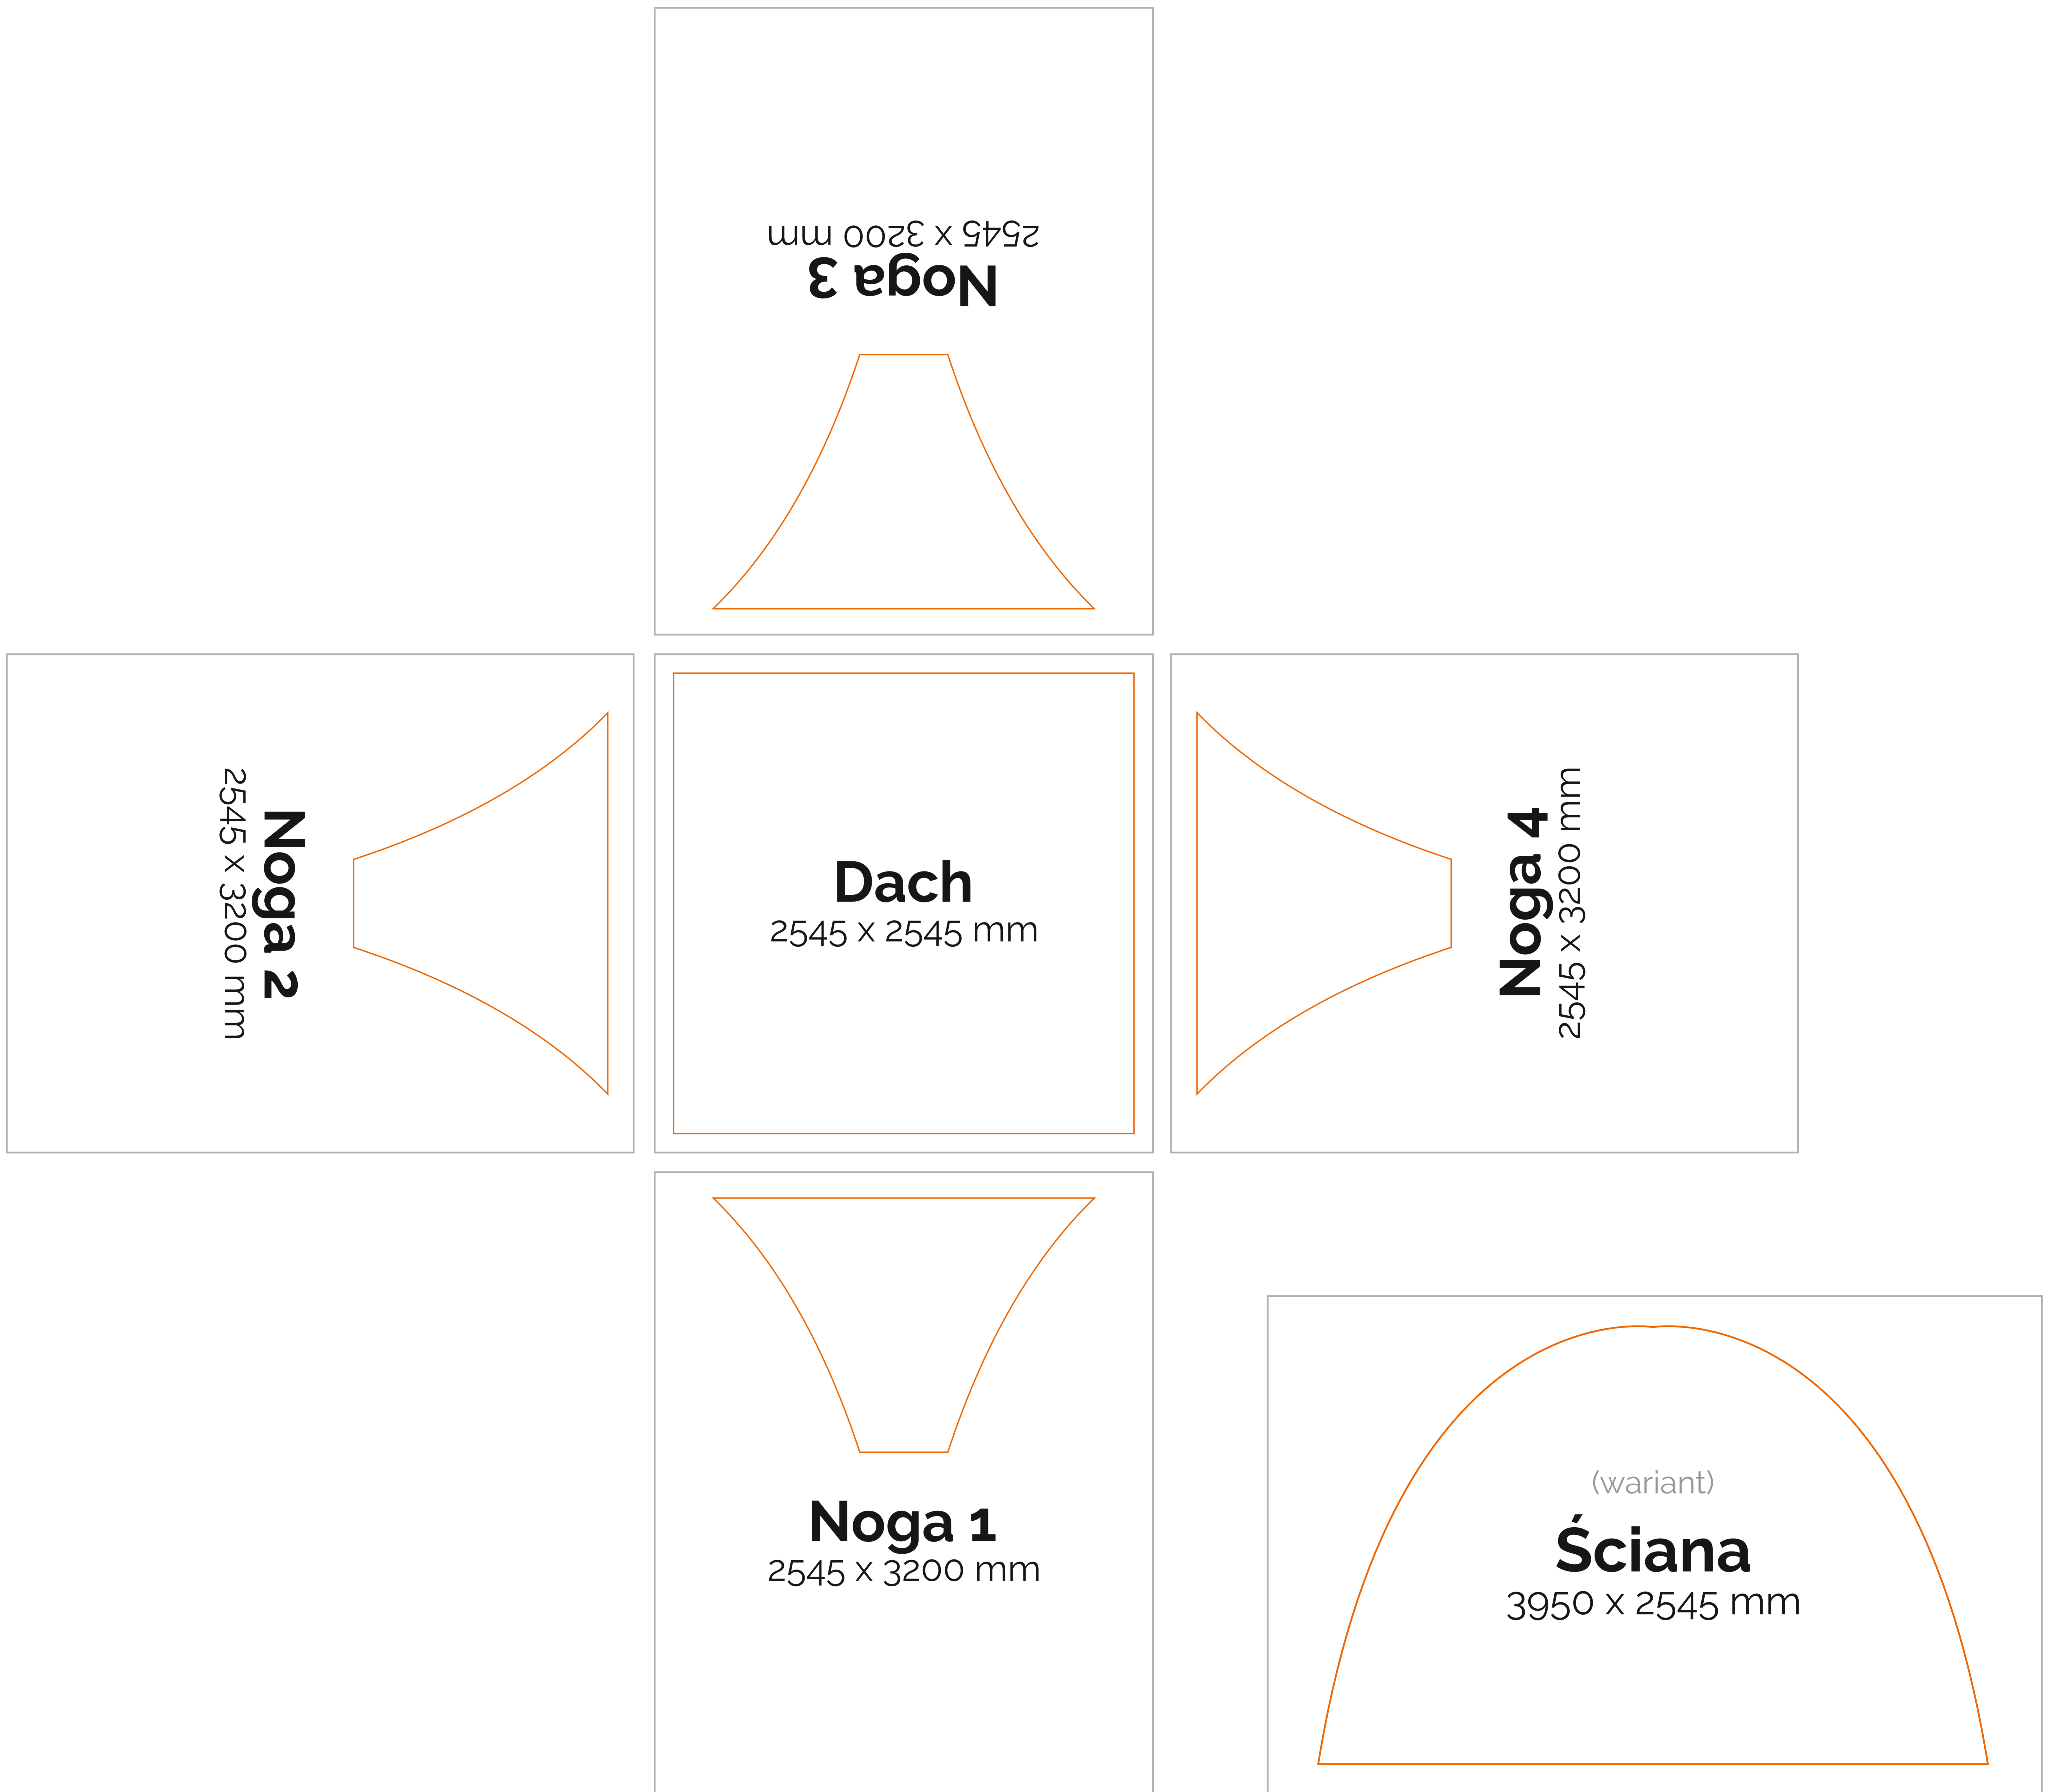 Noga 3
2545 x 3200 mm
Noga 2
2545 x 3200 mm
Dach
2545 x 2545 mm
Noga 4
2545 x 3200 mm
Noga 1
2545 x 3200 mm
(wariant)
Ściana
3950 x 2545 mm